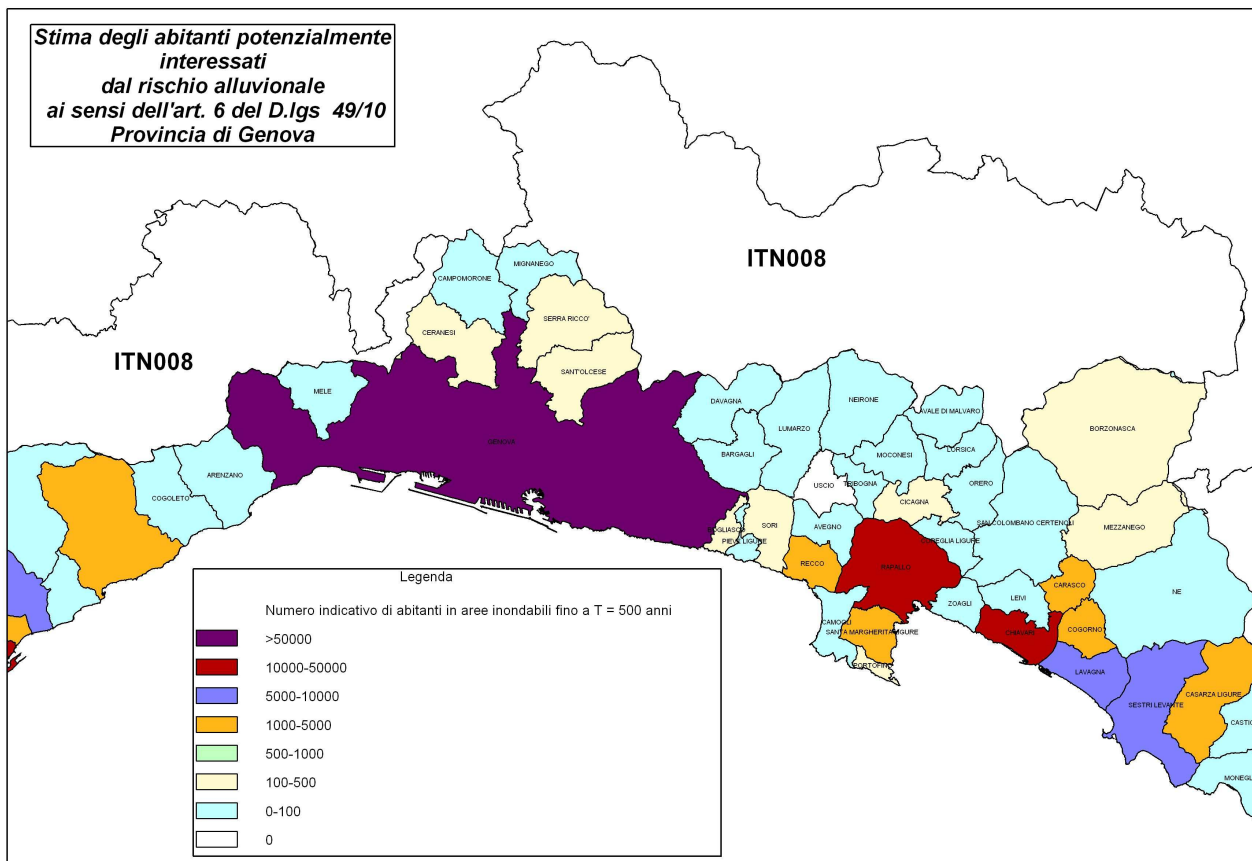 Stima degli abitanti potenzialmente
interessati
dal rischio alluvionale
ai sensi dell'art. 6 del D.lgs 49/10
Provincia di Genova
ITN008
ITN008
MIGNANEGO
CAMPOMORONE
SERRA RICCO'
CERANESI
SANT'OLCESE
MELE
GENOVA
DAVAGNA
NEIRONE
AVALE DI MALVARO
LUMARZO
BORZONASCA
BARGAGLI
MOCONESI
LORSICA
ARENZANO
COGOLETO
USCIO
TRIBOGNA
ORERO
CICAGNA
SORI
AVEGNO
SAN COLOMBANO CERTENOLI
MEZZANEGO
PIEVE LIGURE
RECCO
RAPALLO
CARASCO
NE
ZOAGLI
LEIVI
CAMOGLI
SANTA MARGHERITA LIGURE
CHIAVARI
COGORNO
PORTOFIN
LAVAGNA
SESTRI LEVANTE
CASARZA LIGURE
CASTIG
MONEGL
Legenda
Numero indicativo di abitanti in aree inondabili fino a T = 500 anni
>50000
10000-50000
5000-10000
1000-5000
500-1000
100-500
0-100
0